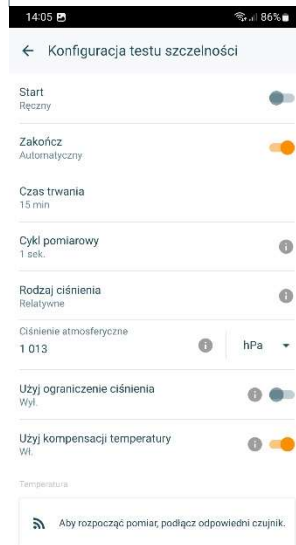 14:05 86%
Konfiguracja testu szczelności
Start
Ręczny
Zakończ
Automatyczny
Czas trwania
15 min
Cykl pomiarowy
1 sek.
Rodzaj ciśnienia
Relatywne
Ciśnienie atmosferyczne
1 013 hPa
Użyj ograniczenie ciśnienia
Wył.
Użyj kompensacji temperatury
Wł.
Temperatura
Aby rozpocząć pomiar, podłącz odpowiedni czujnik.